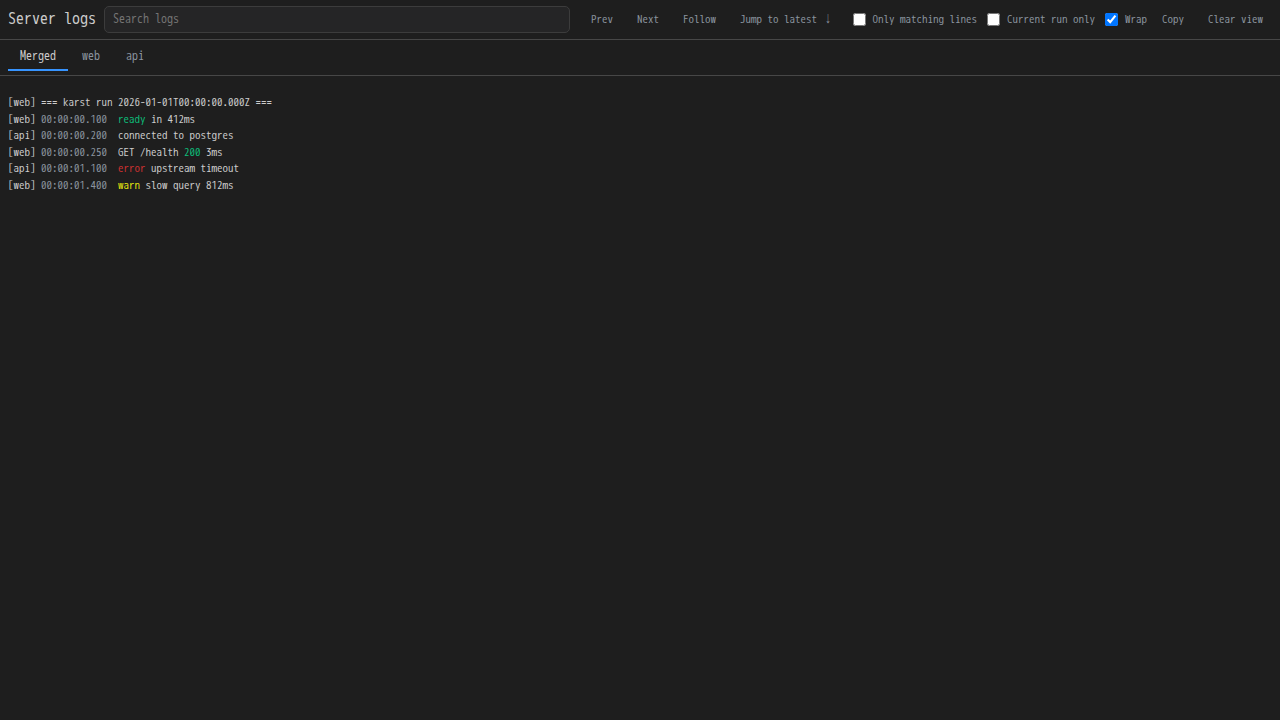 Server logs Search logs Prev Next Follow Jump to latest ↓ Only matching lines Current run only Wrap Copy Clear view
Merged web api
[web] === karst run 2026-01-01T00:00:00.000Z ===
[web] 00:00:00.100 ready in 412ms
[api] 00:00:00.200 connected to postgres
[web] 00:00:00.250 GET /health 200 3ms
[api] 00:00:01.100 error upstream timeout
[web] 00:00:01.400 warn slow query 812ms